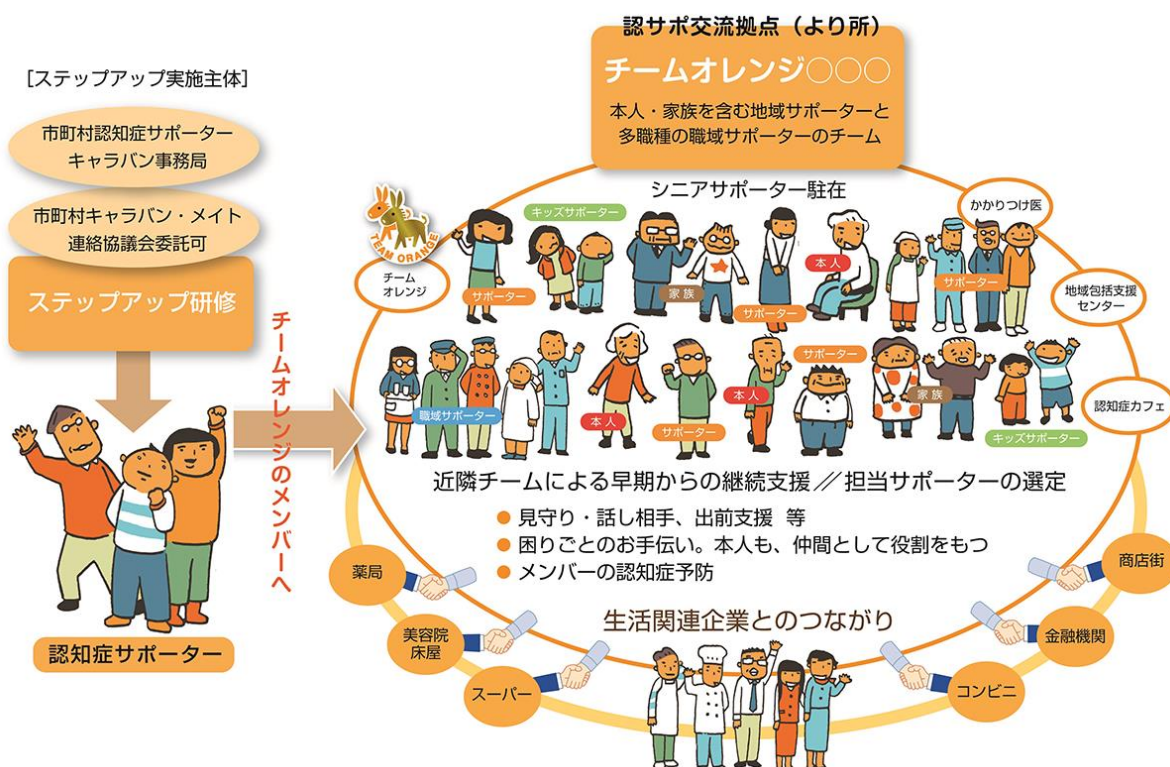 [ステップアップ実施主体]
市町村認知症サポーター
キャラバン事務局
市町村キャラバン・メイト
連絡協議会委託可
ステップアップ研修
認知症サポーター
チームオレンジのメンバーへ
認サポ交流拠点（より所）
チームオレンジ○○○
本人・家族を含む地域サポーターと
多職種の職域サポーターのチーム
シニアサポーター駐在
TEAM ORANGE
チーム
オレンジ
かかりつけ医
地域包括支援
センター
認知症カフェ
キッズサポーター
サポーター
家族
サポーター
本人
サポーター
職域サポーター
本人
サポーター
本人
サポーター
家族
キッズサポーター
近隣チームによる早期からの継続支援／／担当サポーターの選定
● 見守り・話し相手、出前支援 等
● 困りごとのお手伝い。本人も、仲間として役割をもつ
● メンバーの認知症予防
生活関連企業とのつながり
薬局
美容院
床屋
スーパー
商店街
金融機関
コンビニ